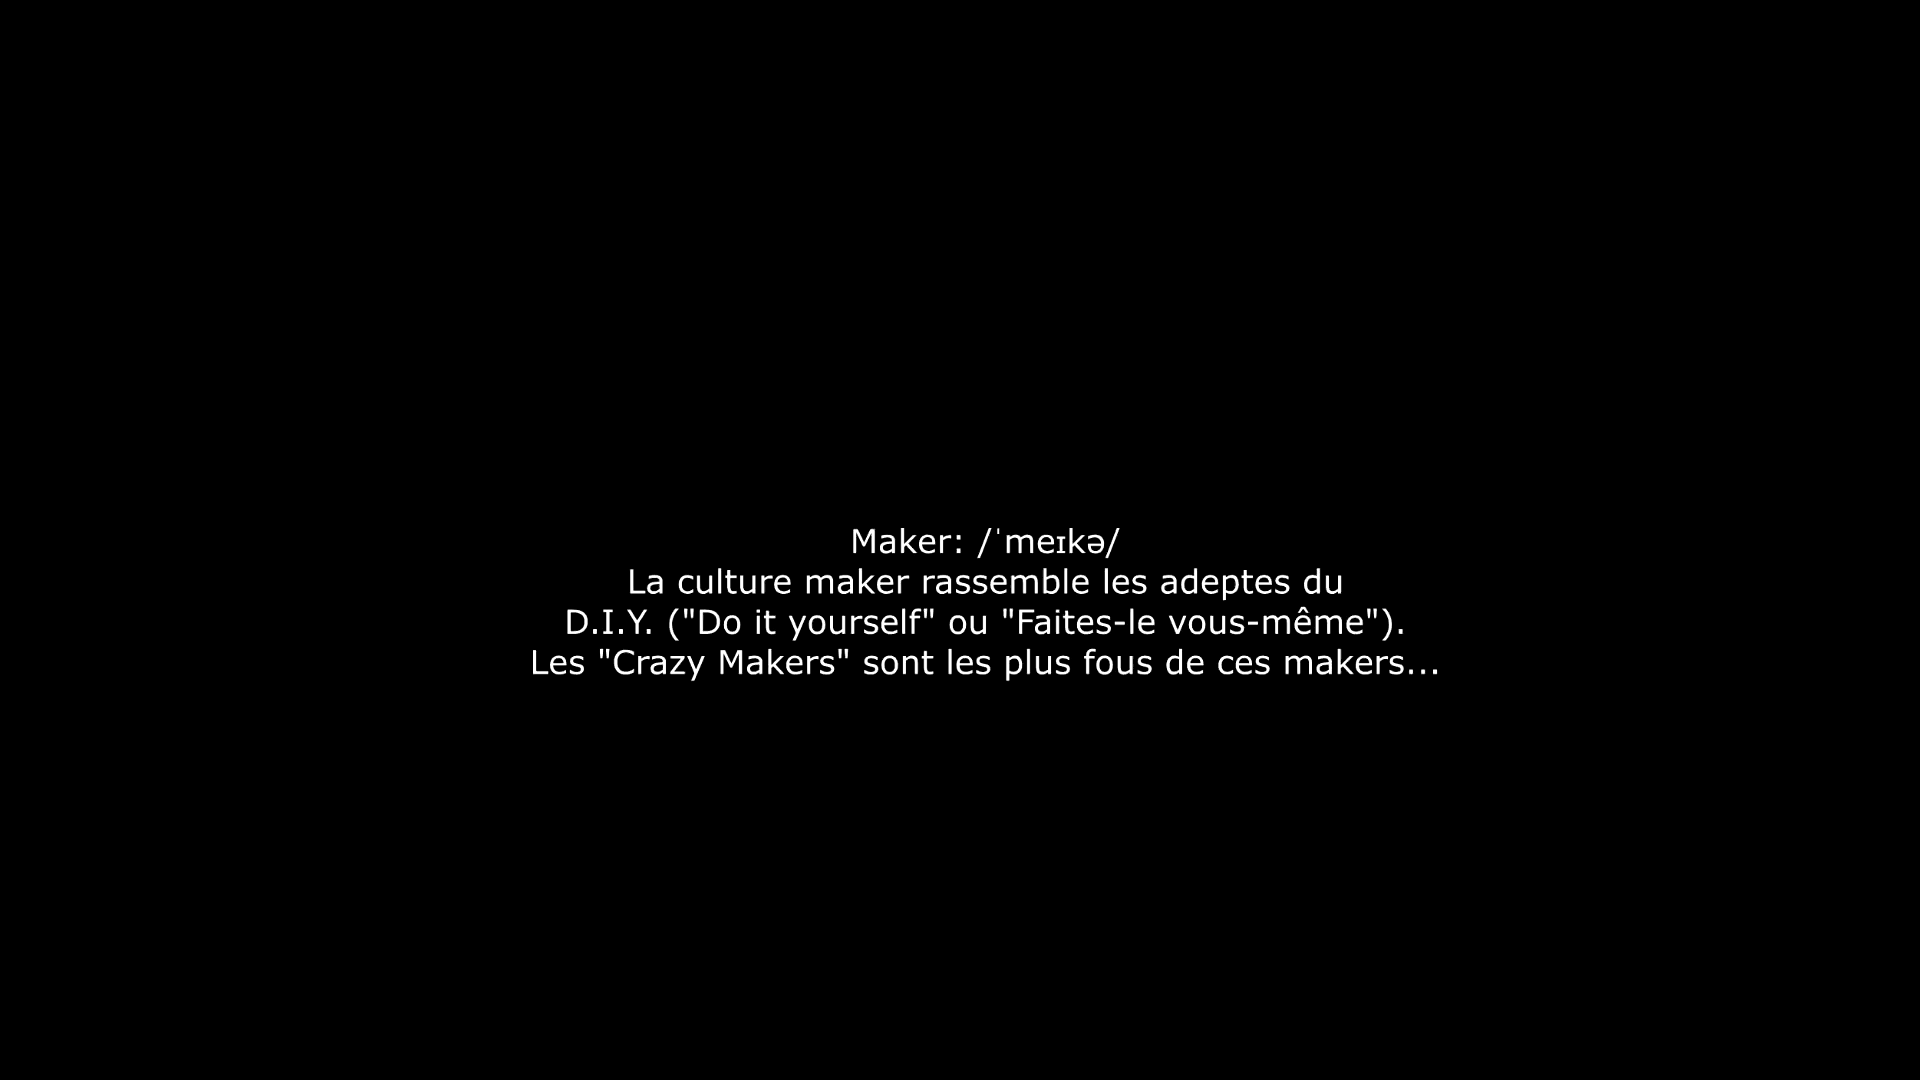 Maker: /ˈmeɪkə/
La culture maker rassemble les adeptes du
D.I.Y. ("Do it yourself" ou "Faites-le vous-même").
Les "Crazy Makers" sont les plus fous de ces makers...